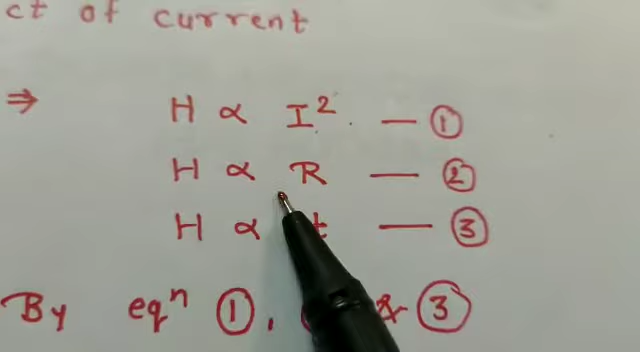 ct of current
⇒ H ∝ I² — ①
H ∝ R — ②
H ∝ t — ③
By eqⁿ ①, & ③